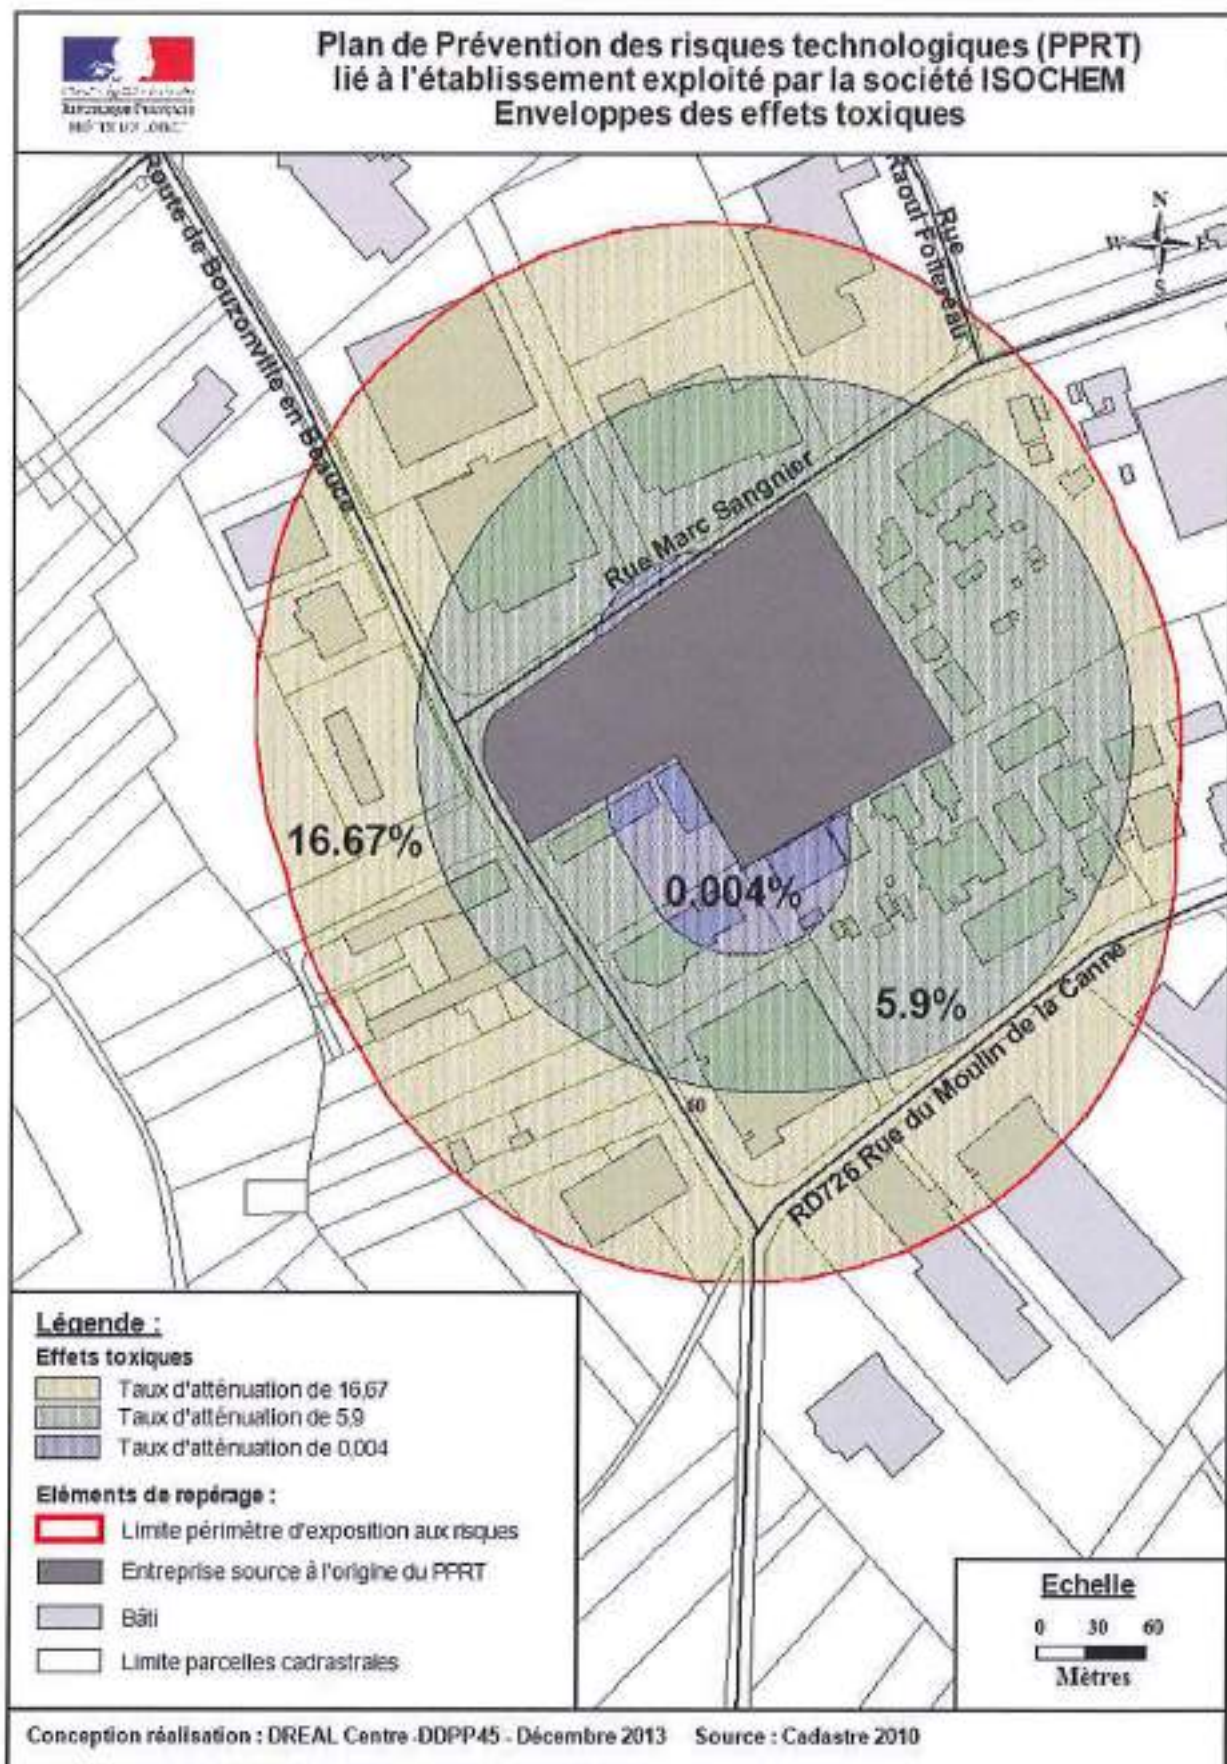 Plan de Prévention des risques technologiques (PPRT)
lié à l'établissement exploité par la société ISOCHEM
Enveloppes des effets toxiques
Route de Bouzonville en Beauce
Rue
Raoul Follereau
N
W E
S
Rue Marc Sangnier
16.67%
0.004%
5.9%
60
RD726 Rue du Moulin de la Canne
Légende :
Effets toxiques
Taux d'atténuation de 16,67
Taux d'atténuation de 5,9
Taux d'atténuation de 0,004
Eléments de repérage :
Limite périmètre d'exposition aux risques
Entreprise source à l'origine du PPRT
Bâti
Limite parcelles cadrastrales
Echelle
0 30 60
Mètres
Conception réalisation : DREAL Centre -DDPP45 - Décembre 2013 Source : Cadastre 2010